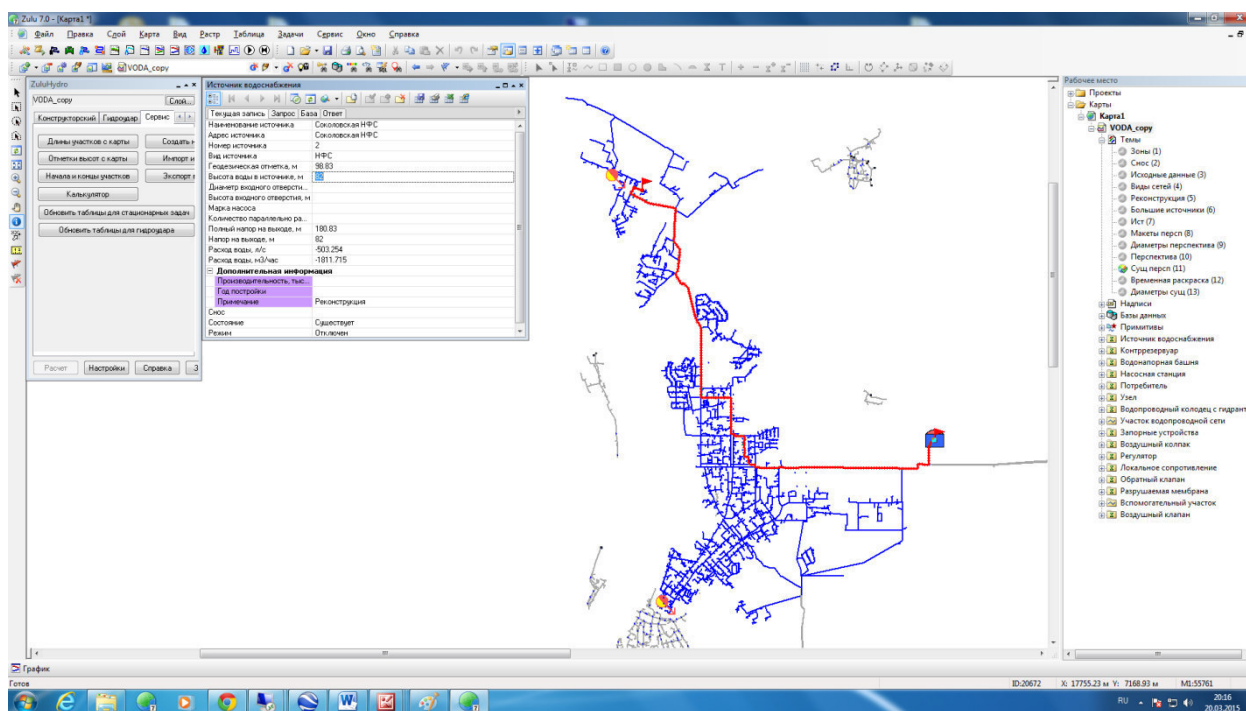 Zulu 7.0 - [Карта1 *]
Файл Правка Слой Карта Вид Растр Таблица Задачи Сервис Окно Справка
VODA_copy
ZuluHydro
VODA_copy Слой...
Конструкторский Гидроудар Сервис
Длины участков с карты Создать н
Отметки высот с карты Импорт и
Начала и концы участков Экспорт
Калькулятор
Обновить таблицы для стационарных задач
Обновить таблицы для гидроудара
Расчет Настройки Справка З
Источник водоснабжения
Текущая запись Запрос База Ответ
Наименование источника Соколовская НФС
Адрес источника Соколовская НФС
Номер источника 2
Вид источника НФС
Геодезическая отметка, м 98.83
Высота воды в источнике, м 82
Диаметр входного отверсти...
Высота входного отверстия, м
Марка насоса
Количество параллельно ра...
Полный напор на выходе, м 180.83
Напор на выходе, м 82
Расход воды, л/с -503.254
Расход воды, м3/час -1811.715
Дополнительная информация
Производительность, тыс...
Год постройки
Примечание Реконструкция
Снос
Состояние Существует
Режим Отключен
Рабочее место
Проекты
Карты
Карта1
VODA_copy
Темы
Зоны (1)
Снос (2)
Исходные данные (3)
Виды сетей (4)
Реконструкция (5)
Большие источники (6)
Ист (7)
Макеты персп (8)
Диаметры перспектива (9)
Перспектива (10)
Сущ персп (11)
Временная раскраска (12)
Диаметры сущ (13)
Надписи
Базы данных
Примитивы
Источник водоснабжения
Контррезервуар
Водонапорная башня
Насосная станция
Потребитель
Узел
Водопроводный колодец с гидрант
Участок водопроводной сети
Запорные устройства
Воздушный колпак
Регулятор
Локальное сопротивление
Обратный клапан
Разрушаемая мембрана
Вспомогательный участок
Воздушный клапан
График
Готов ID:20672 X: 17755.23 м Y: 7168.93 м М1:55761
RU 20:16
20.03.2015